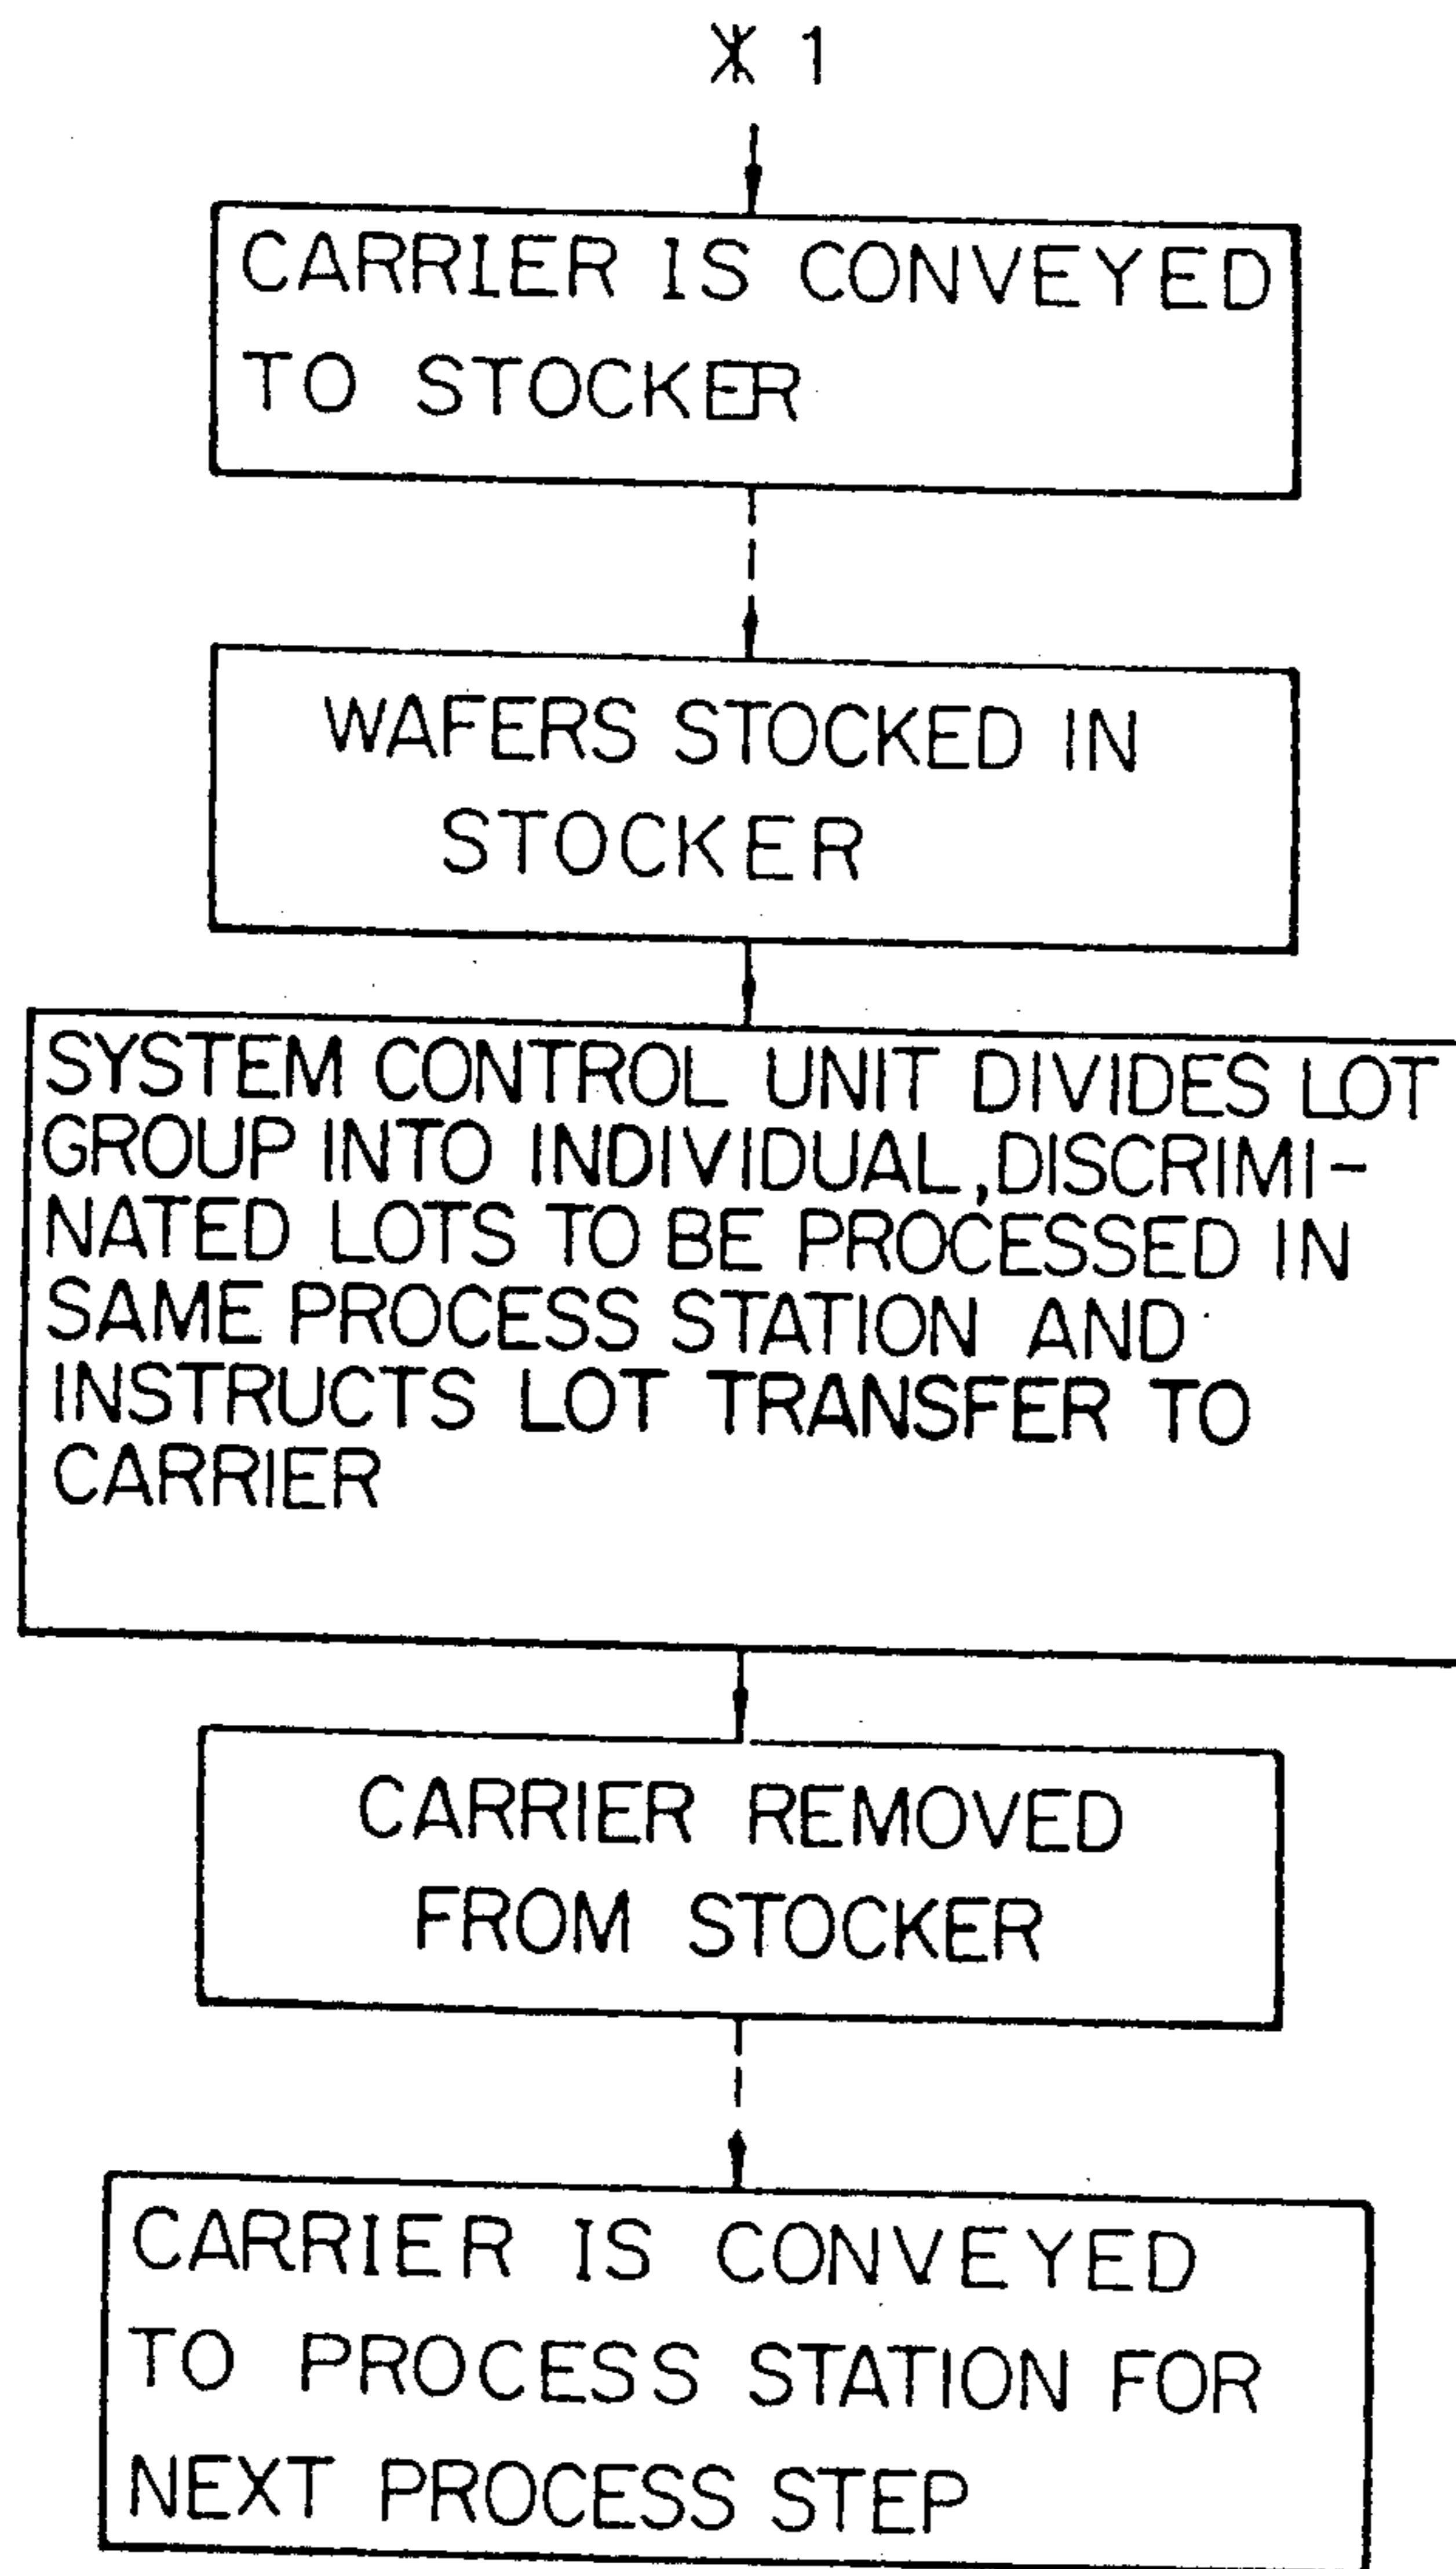 ※ 1
CARRIER IS CONVEYED
TO STOCKER
WAFERS STOCKED IN
STOCKER
SYSTEM CONTROL UNIT DIVIDES LOT
GROUP INTO INDIVIDUAL, DISCRIMI-
NATED LOTS TO BE PROCESSED IN
SAME PROCESS STATION AND
INSTRUCTS LOT TRANSFER TO
CARRIER
CARRIER REMOVED
FROM STOCKER
CARRIER IS CONVEYED
TO PROCESS STATION FOR
NEXT PROCESS STEP